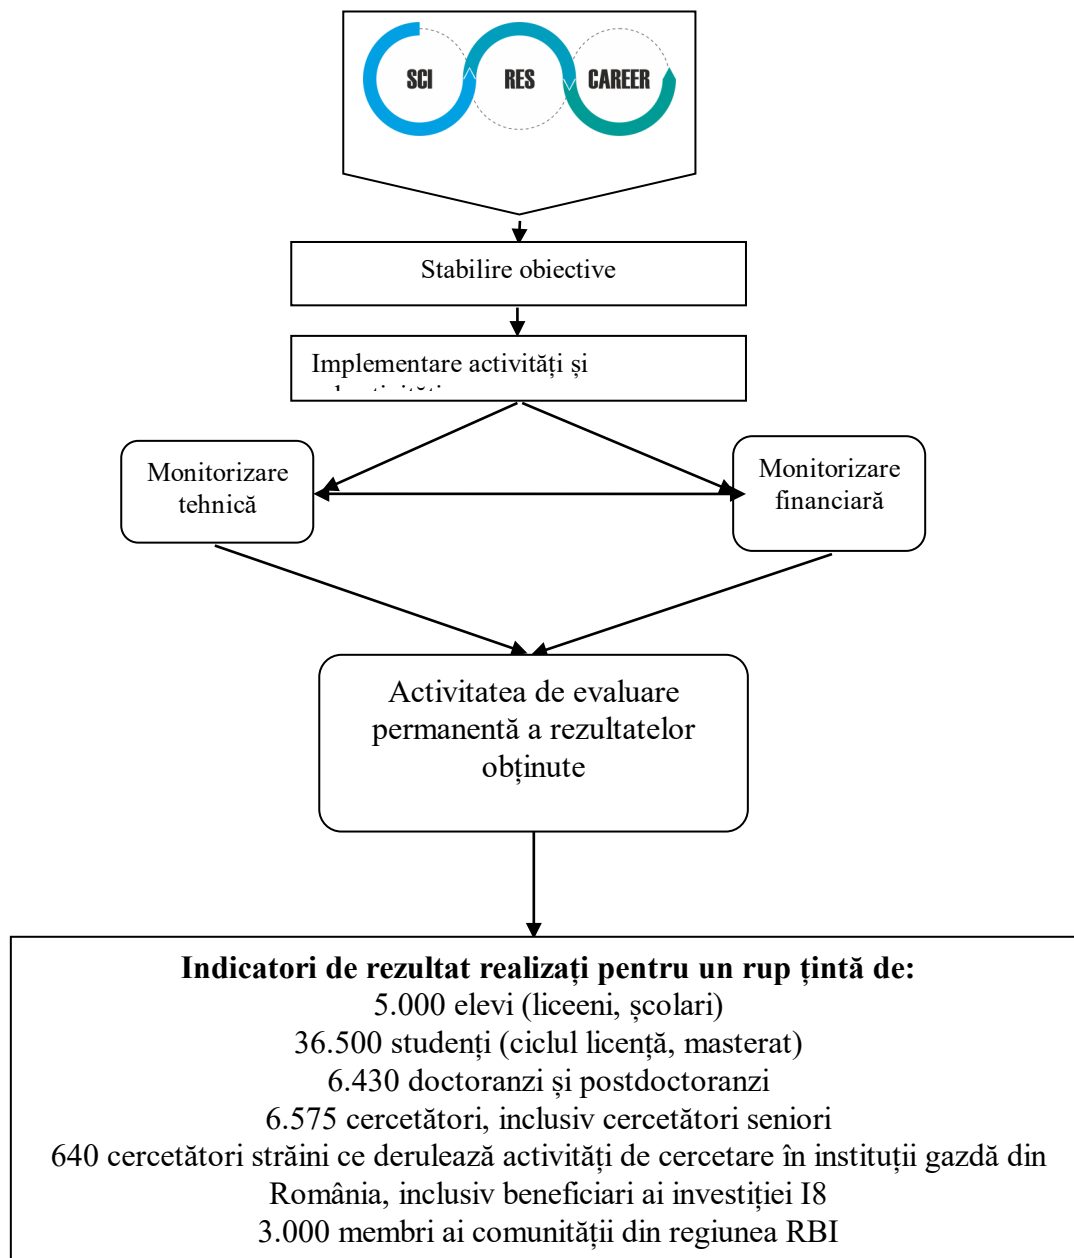 SCI RES CAREER
Stabilire obiective
Implementare activități și
Monitorizare
tehnică
Monitorizare
financiară
Activitatea de evaluare
permanentă a rezultatelor
obținute
Indicatori de rezultat realizați pentru un rup țintă de:
5.000 elevi (liceeni, școlari)
36.500 studenți (ciclul licență, masterat)
6.430 doctoranzi și postdoctoranzi
6.575 cercetători, inclusiv cercetători seniori
640 cercetători străini ce derulează activități de cercetare în instituții gazdă din
România, inclusiv beneficiari ai investiției I8
3.000 membri ai comunității din regiunea RBI